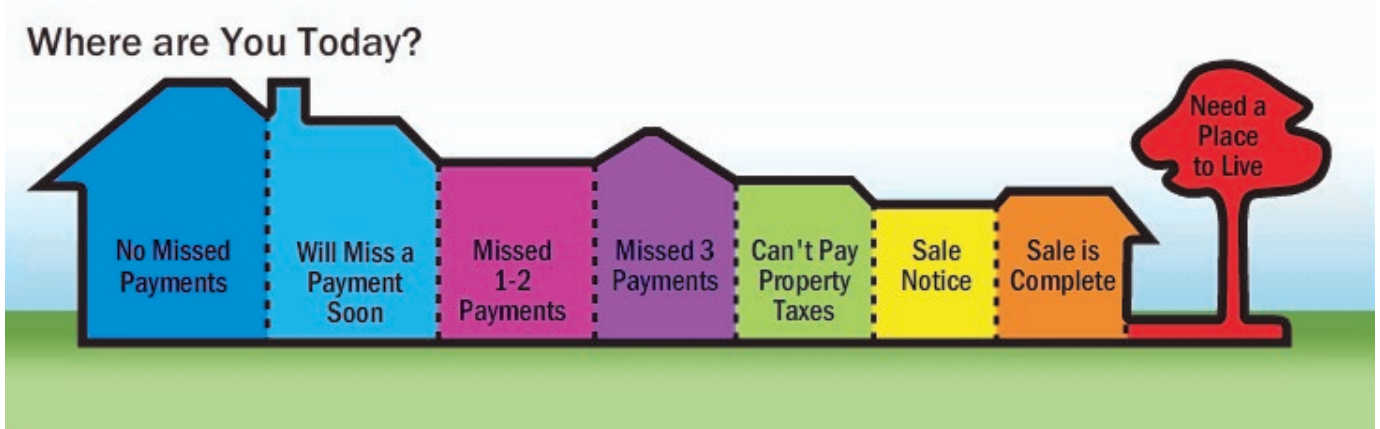 Where are You Today?
No Missed
Payments
Will Miss a
Payment
Soon
Missed
1-2
Payments
Missed 3
Payments
Can't Pay
Property
Taxes
Sale
Notice
Sale is
Complete
Need a
Place
to Live